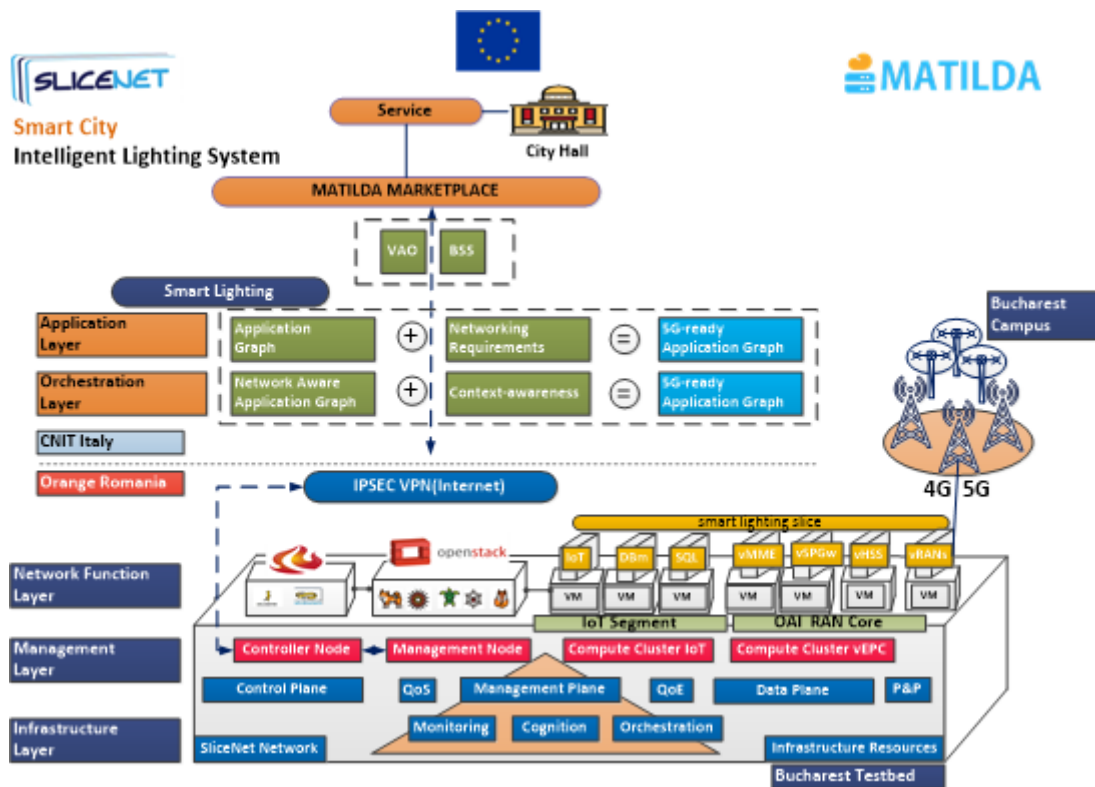 SLICENET
MATILDA
Smart City
Intelligent Lighting System
Service
City Hall
MATILDA MARKETPLACE
VAO
BSS
Smart Lighting
Bucharest
Campus
Application
Layer
Application
Graph
+
Networking
Requirements
=
5G-ready
Application Graph
Orchestration
Layer
Network Aware
Application Graph
+
Context-awareness
=
5G-ready
Application Graph
CNIT Italy
Orange Romania
IPSEC VPN(Internet)
4G
5G
smart lighting slice
openstack
IoT
DBm
SQL
vMME
vSPGw
vHSS
vRANs
Network Function
Layer
VM
VM
VM
VM
VM
VM
VM
IoT Segment
OAI RAN Core
Management
Layer
Controller Node
Management Node
Compute Cluster IoT
Compute Cluster vEPC
Control Plane
QoS
Management Plane
QoE
Data Plane
P&P
Infrastructure
Layer
Monitoring
Cognition
Orchestration
SliceNet Network
Infrastructure Resources
Bucharest Testbed